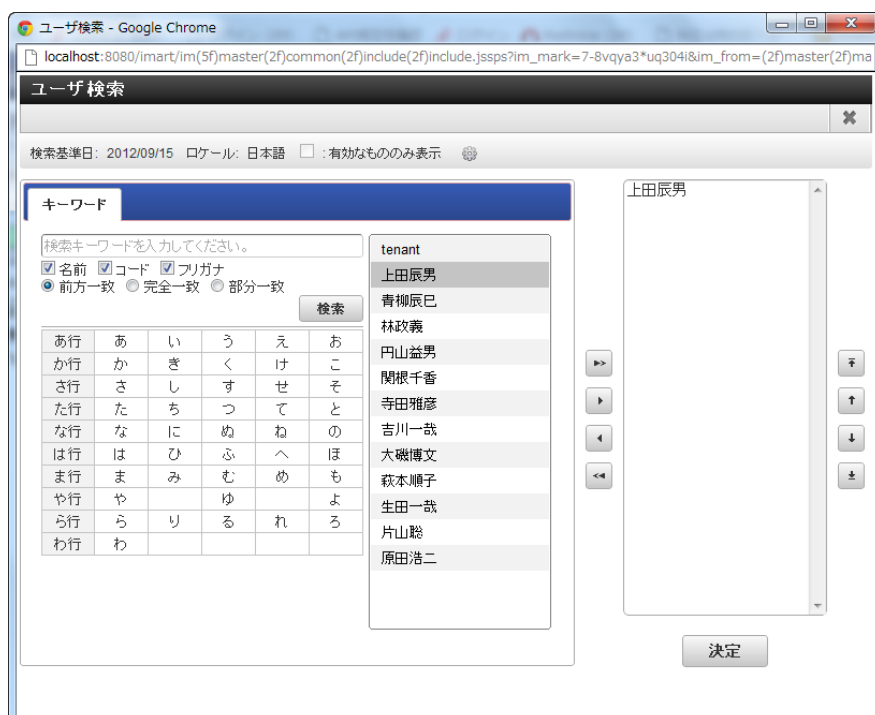 ユーザ検索 - Google Chrome
localhost:8080/imart/im(5f)master(2f)common(2f)include(2f)include.jssps?im_mark=7-8vqya3*uq304i&im_from=(2f)master(2f)ma
ユーザ検索
検索基準日: 2012/09/15 ロケール: 日本語 : 有効なもののみ表示
キーワード
検索キーワードを入力してください。
名前 コード フリガナ
前方一致 完全一致 部分一致
検索
あ行 あ い う え お
か行 か き く け こ
さ行 さ し す せ そ
た行 た ち つ て と
な行 な に ぬ ね の
は行 は ひ ふ へ ほ
ま行 ま み む め も
や行 や ゆ よ
ら行 ら り る れ ろ
わ行 わ
tenant
上田辰男
青柳辰巳
林政義
円山益男
関根千香
寺田雅彦
吉川一哉
大磯博文
萩本順子
生田一哉
片山聡
原田浩二
上田辰男
決定